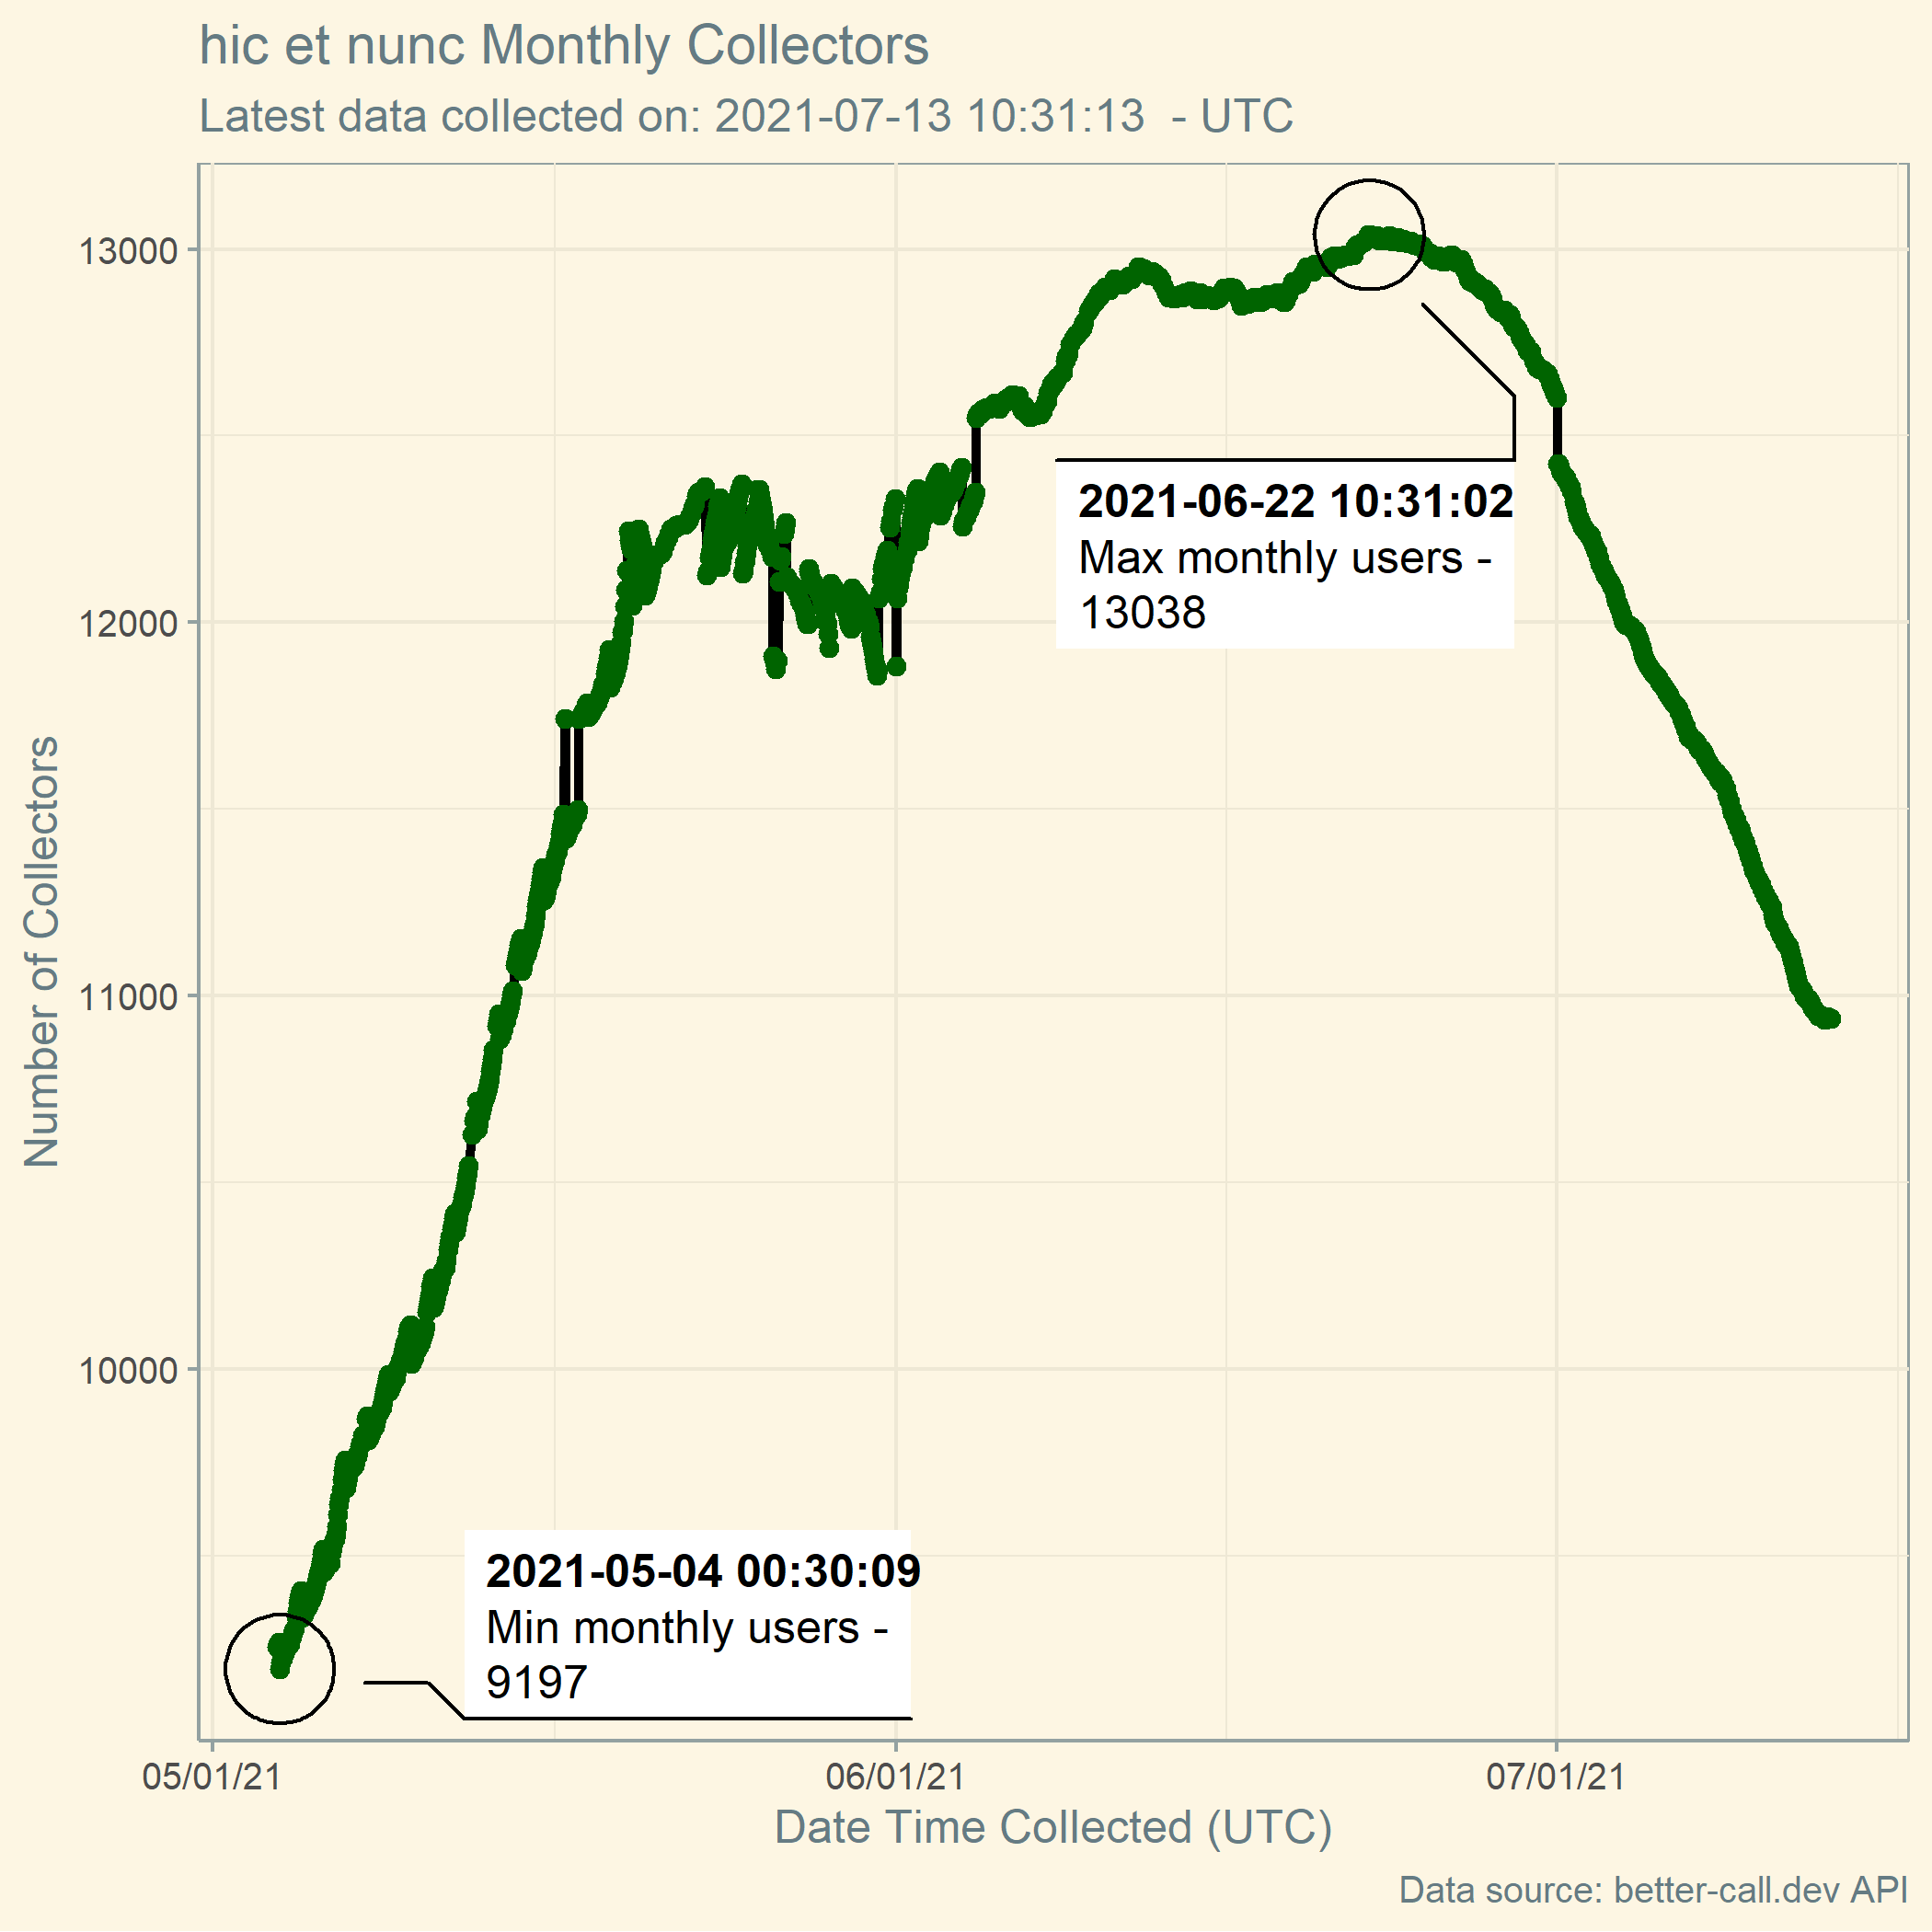 hic et nunc Monthly Collectors
Latest data collected on: 2021-07-13 10:31:13  - UTC
Number of Collectors
13000
12000
11000
10000
2021-06-22 10:31:02
Max monthly users -
13038
2021-05-04 00:30:09
Min monthly users -
9197
05/01/21
06/01/21
07/01/21
Date Time Collected (UTC)
Data source: better-call.dev API